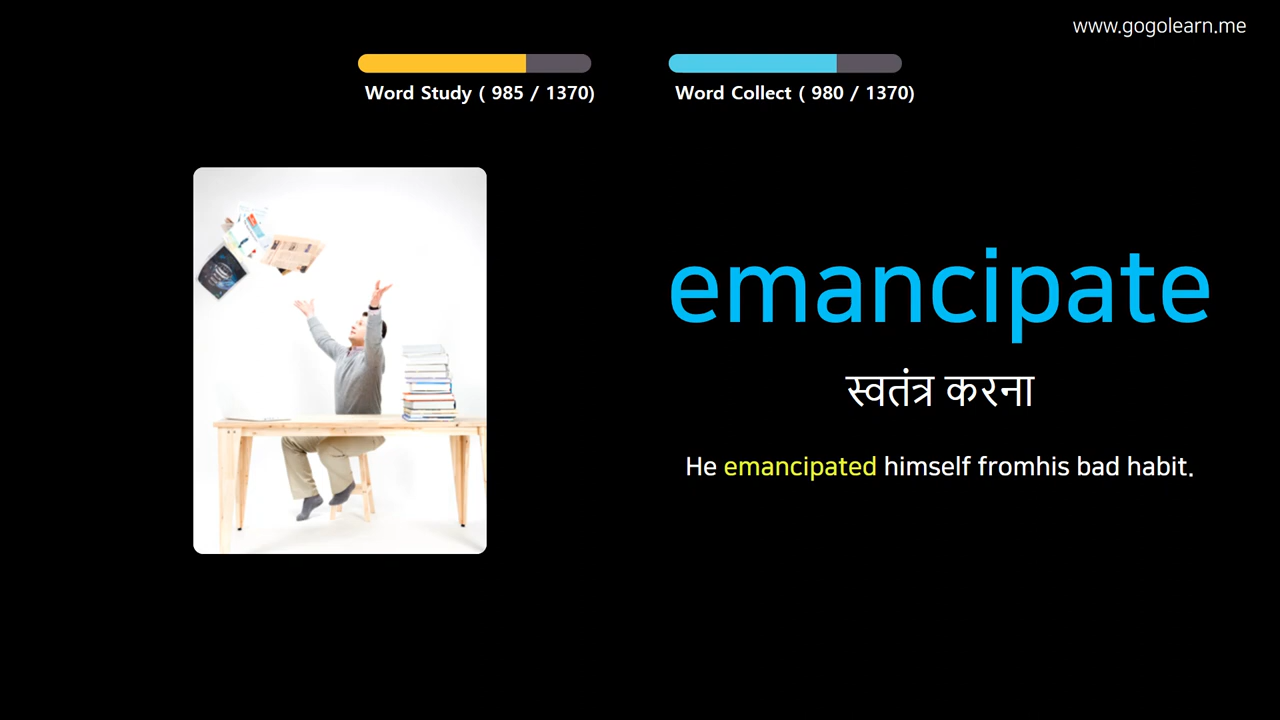 www.gogolearn.me
Word Study ( 985 / 1370)
Word Collect ( 980 / 1370)
emancipate
स्वतंत्र करना
He emancipated himself fromhis bad habit.